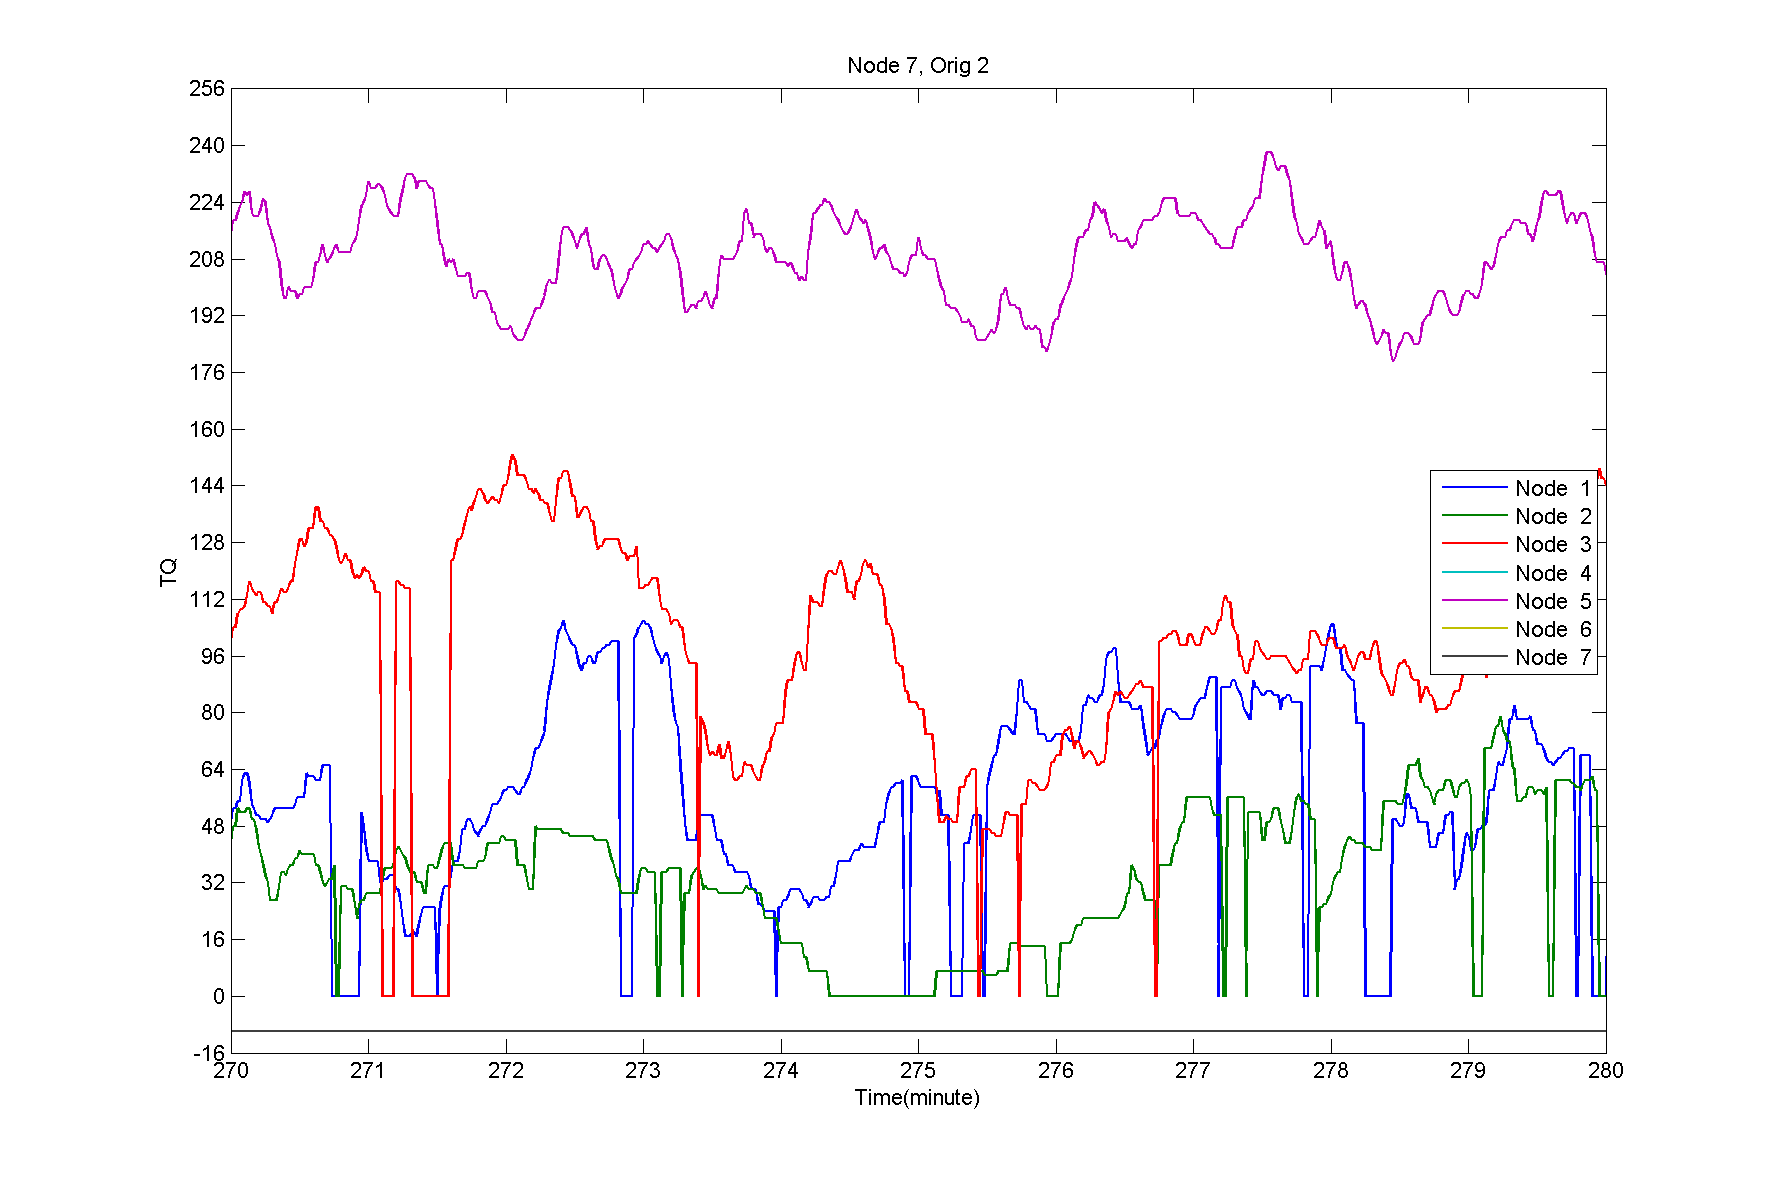 Node 7, Orig 2
256
240
224
208
192
176
160
144
128
112
96
80
64
48
32
16
0
-16
TQ
Node 1
Node 2
Node 3
Node 4
Node 5
Node 6
Node 7
270 271 272 273 274 275 276 277 278 279 280
Time(minute)